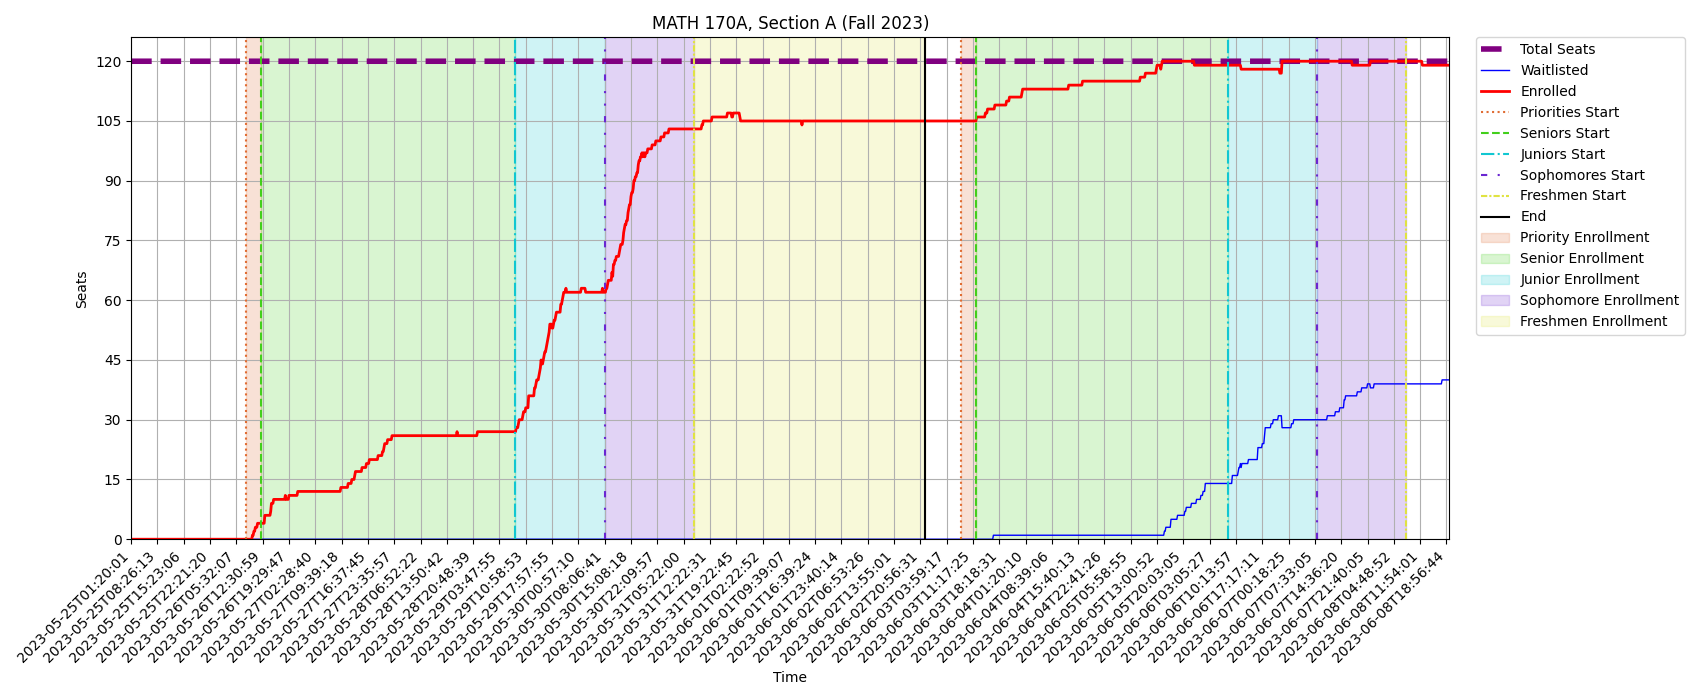 MATH 170A, Section A (Fall 2023)
Seats
120
105
90
75
60
45
30
15
0
2023-05-25T01:20:01
2023-05-25T08:26:13
2023-05-25T15:23:06
2023-05-25T22:21:20
2023-05-26T05:32:07
2023-05-26T12:30:59
2023-05-26T19:29:47
2023-05-27T02:28:40
2023-05-27T09:39:18
2023-05-27T16:37:45
2023-05-27T23:35:57
2023-05-28T06:52:22
2023-05-28T13:50:42
2023-05-28T20:48:39
2023-05-29T03:47:55
2023-05-29T10:58:53
2023-05-29T17:57:55
2023-05-30T00:57:10
2023-05-30T08:06:41
2023-05-30T15:08:18
2023-05-30T22:09:57
2023-05-31T05:22:00
2023-05-31T12:22:31
2023-05-31T19:22:45
2023-06-01T02:22:52
2023-06-01T09:39:07
2023-06-01T16:39:24
2023-06-01T23:40:14
2023-06-02T06:53:26
2023-06-02T13:55:01
2023-06-02T20:56:31
2023-06-03T03:59:17
2023-06-03T11:17:25
2023-06-03T18:18:31
2023-06-04T01:20:10
2023-06-04T08:39:06
2023-06-04T15:40:13
2023-06-04T22:41:26
2023-06-05T05:58:55
2023-06-05T13:00:52
2023-06-05T20:03:05
2023-06-06T03:05:27
2023-06-06T10:13:57
2023-06-06T17:17:11
2023-06-07T00:18:25
2023-06-07T07:33:05
2023-06-07T14:36:20
2023-06-07T21:40:05
2023-06-08T04:48:52
2023-06-08T11:54:01
2023-06-08T18:56:44
Time
Total Seats
Waitlisted
Enrolled
Priorities Start
Seniors Start
Juniors Start
Sophomores Start
Freshmen Start
End
Priority Enrollment
Senior Enrollment
Junior Enrollment
Sophomore Enrollment
Freshmen Enrollment